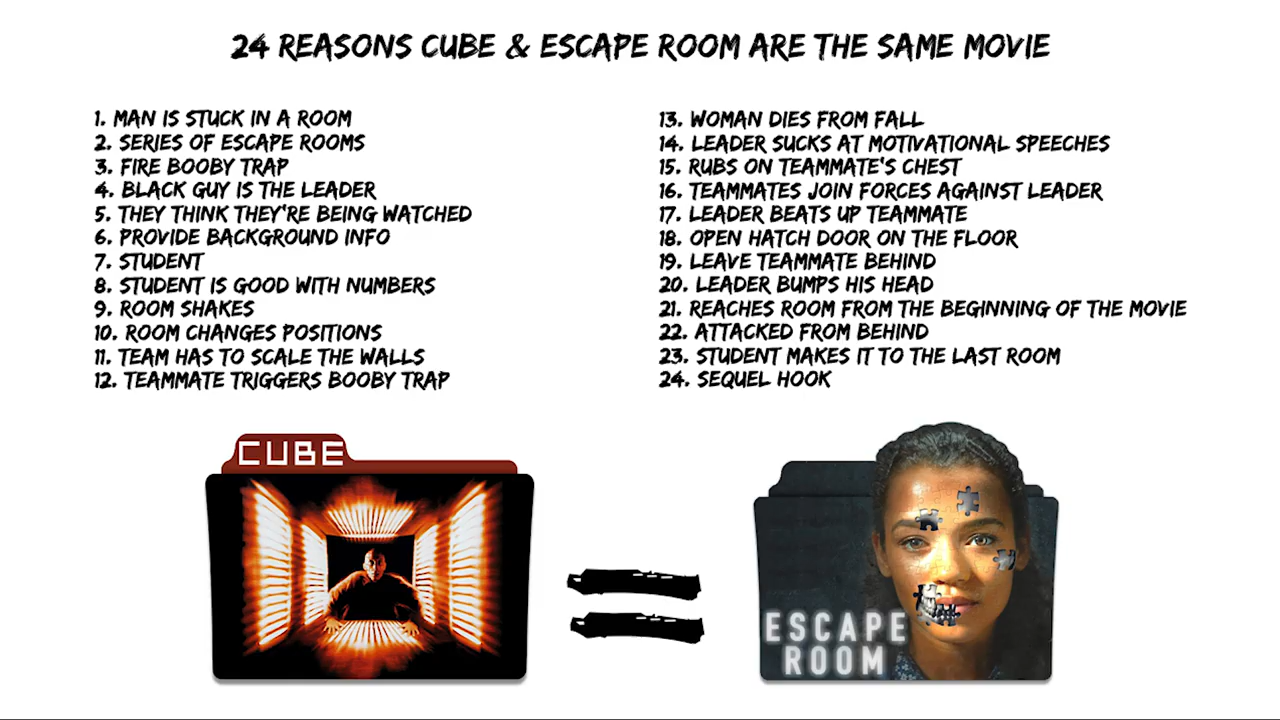 24 REASONS CUBE & ESCAPE ROOM ARE THE SAME MOVIE
1. MAN IS STUCK IN A ROOM
2. SERIES OF ESCAPE ROOMS
3. FIRE BOOBY TRAP
4. BLACK GUY IS THE LEADER
5. THEY THINK THEY'RE BEING WATCHED
6. PROVIDE BACKGROUND INFO
7. STUDENT
8. STUDENT IS GOOD WITH NUMBERS
9. ROOM SHAKES
10. ROOM CHANGES POSITIONS
11. TEAM HAS TO SCALE THE WALLS
12. TEAMMATE TRIGGERS BOOBY TRAP
13. WOMAN DIES FROM FALL
14. LEADER SUCKS AT MOTIVATIONAL SPEECHES
15. RUBS ON TEAMMATE'S CHEST
16. TEAMMATES JOIN FORCES AGAINST LEADER
17. LEADER BEATS UP TEAMMATE
18. OPEN HATCH DOOR ON THE FLOOR
19. LEAVE TEAMMATE BEHIND
20. LEADER BUMPS HIS HEAD
21. REACHES ROOM FROM THE BEGINNING OF THE MOVIE
22. ATTACKED FROM BEHIND
23. STUDENT MAKES IT TO THE LAST ROOM
24. SEQUEL HOOK
CUBE
=
ESCAPE
ROOM